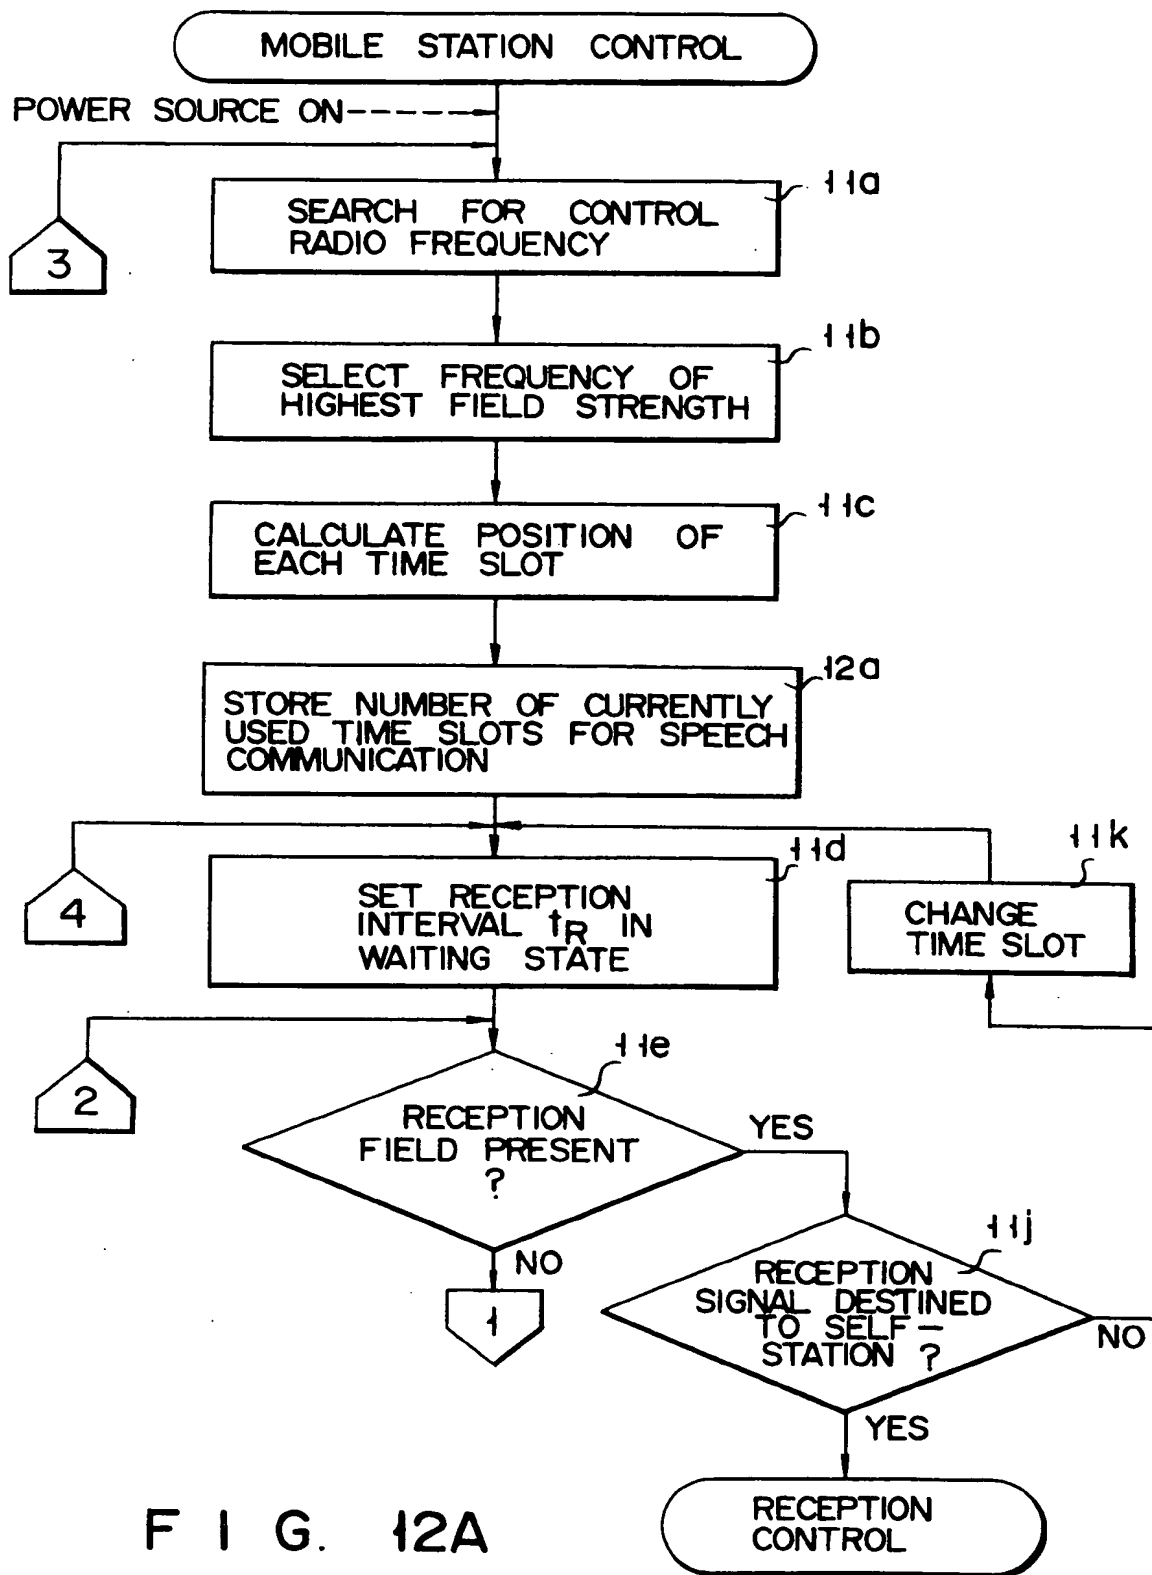 MOBILE STATION CONTROL
POWER SOURCE ON
11a
SEARCH FOR CONTROL
RADIO FREQUENCY
3
11b
SELECT FREQUENCY OF
HIGHEST FIELD STRENGTH
11c
CALCULATE POSITION OF
EACH TIME SLOT
12a
STORE NUMBER OF CURRENTLY
USED TIME SLOTS FOR SPEECH
COMMUNICATION
11d
11k
4
SET RECEPTION
INTERVAL tR IN
WAITING STATE
CHANGE
TIME SLOT
2
11e
RECEPTION
FIELD PRESENT
?
YES
NO
1
11j
RECEPTION
SIGNAL DESTINED
TO SELF-
STATION ?
NO
YES
RECEPTION
CONTROL
FIG. 12A